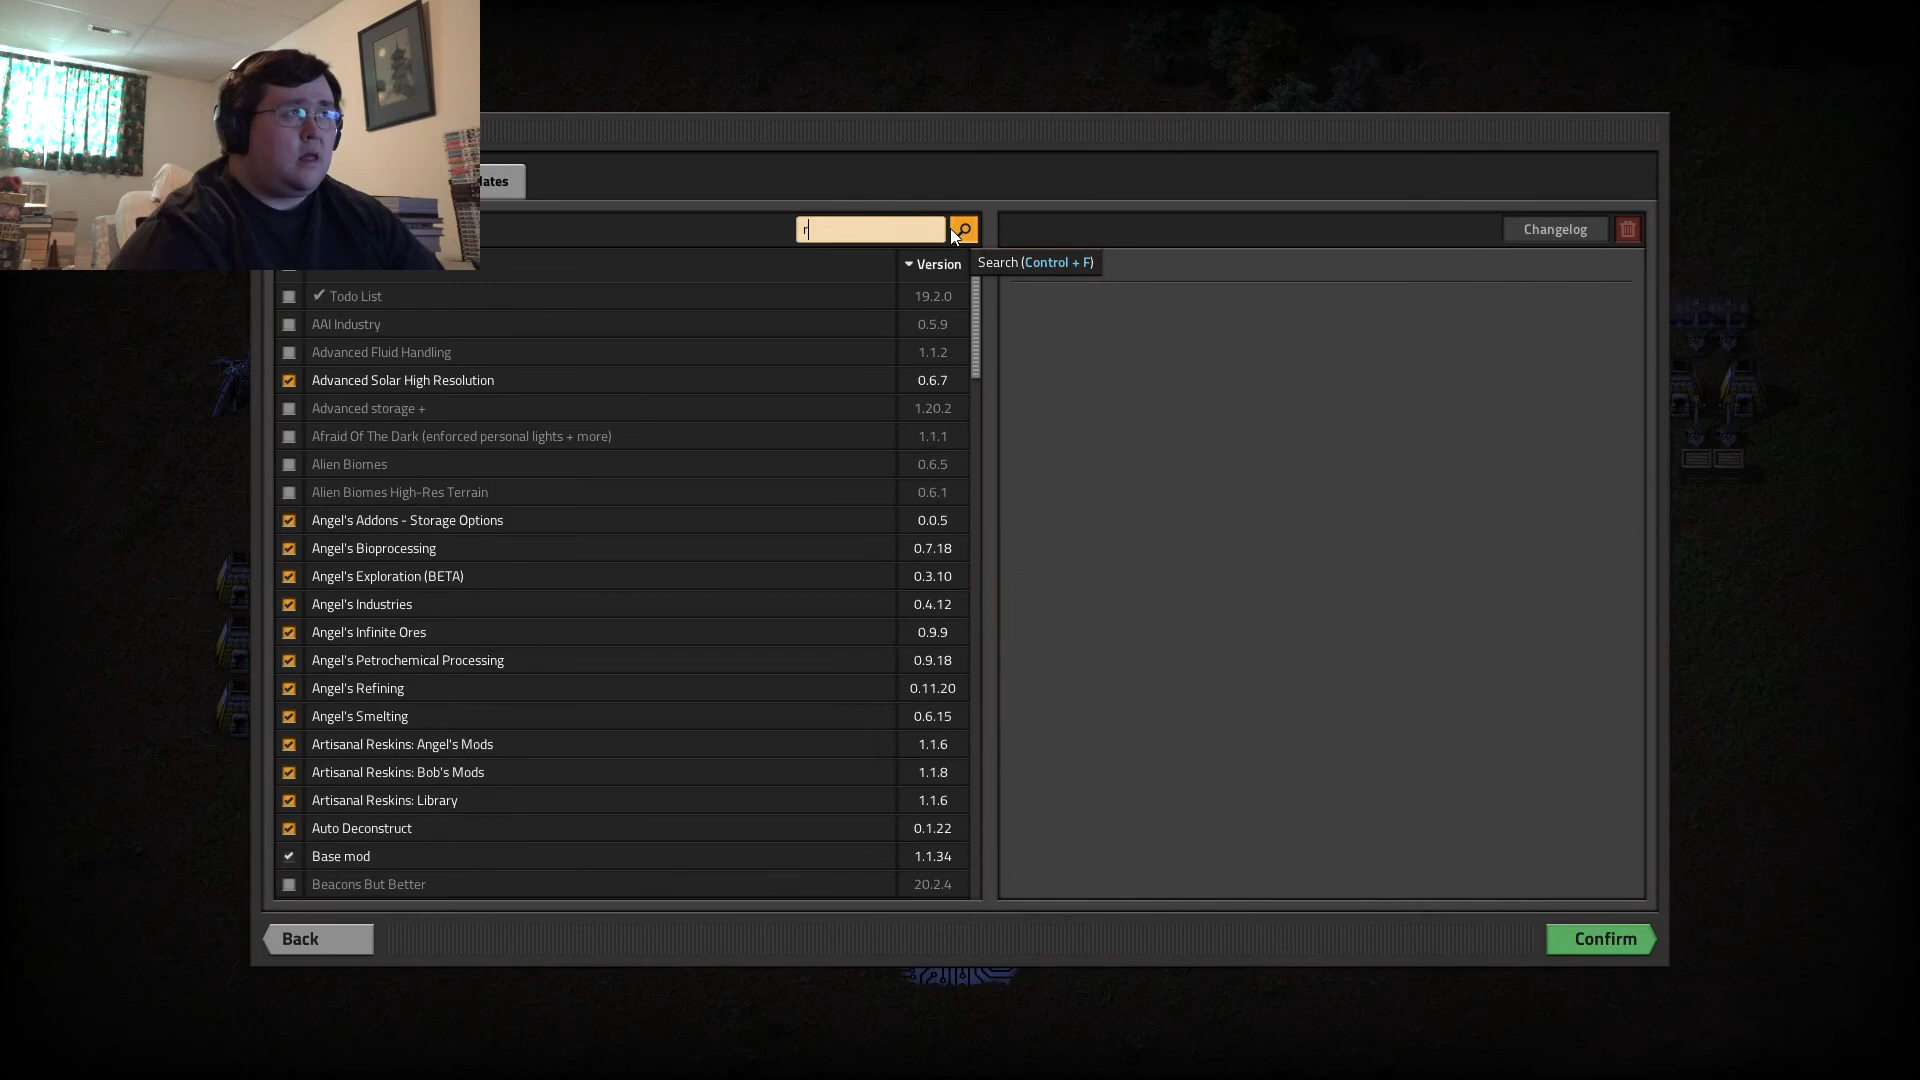 r
Changelog
Version
Search (Control + F)
✔ Todo List 19.2.0
AAI Industry 0.5.9
Advanced Fluid Handling 1.1.2
Advanced Solar High Resolution 0.6.7
Advanced storage + 1.20.2
Afraid Of The Dark (enforced personal lights + more) 1.1.1
Alien Biomes 0.6.5
Alien Biomes High-Res Terrain 0.6.1
Angel's Addons - Storage Options 0.0.5
Angel's Bioprocessing 0.7.18
Angel's Exploration (BETA) 0.3.10
Angel's Industries 0.4.12
Angel's Infinite Ores 0.9.9
Angel's Petrochemical Processing 0.9.18
Angel's Refining 0.11.20
Angel's Smelting 0.6.15
Artisanal Reskins: Angel's Mods 1.1.6
Artisanal Reskins: Bob's Mods 1.1.8
Artisanal Reskins: Library 1.1.6
Auto Deconstruct 0.1.22
Base mod 1.1.34
Beacons But Better 20.2.4
Back
Confirm